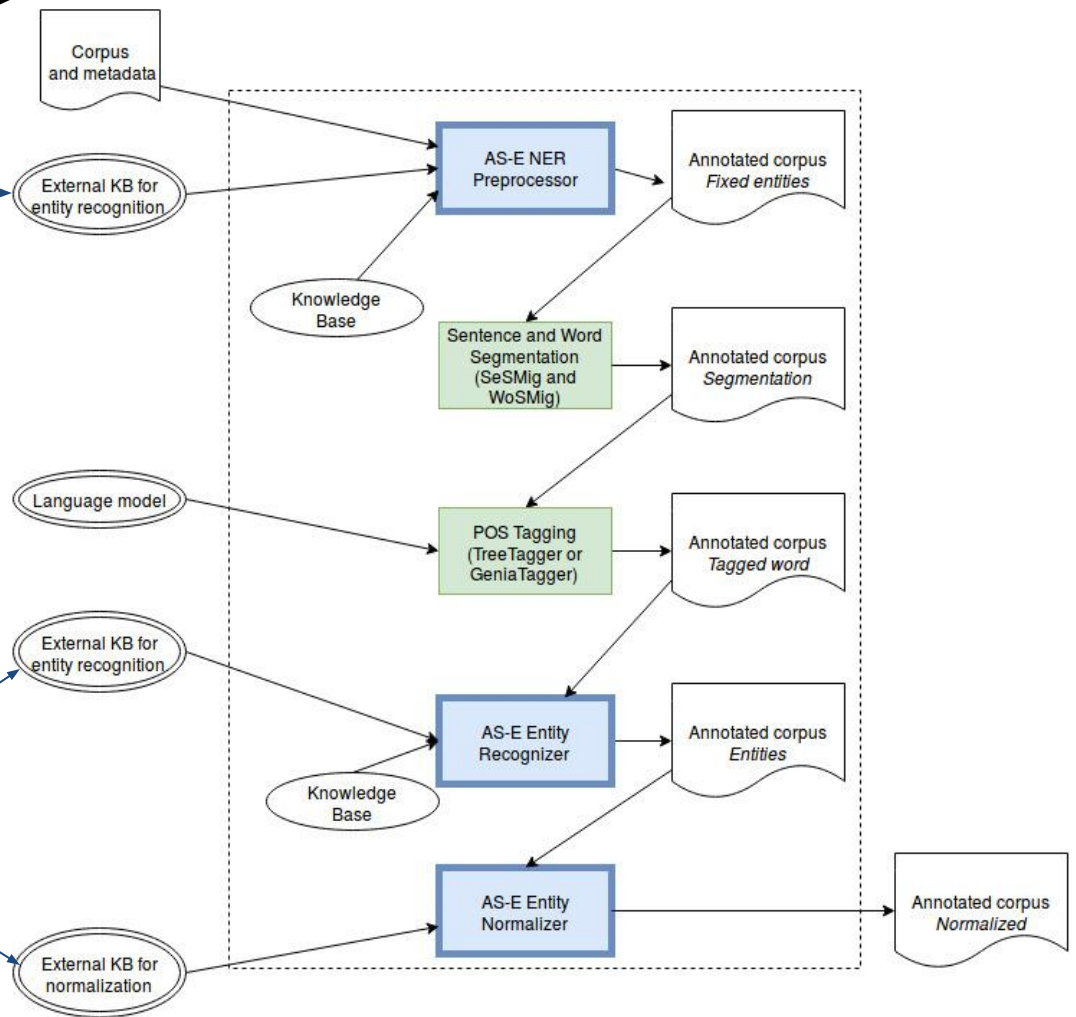 Corpus
and metadata
AS-E NER
Preprocessor
Annotated corpus
Fixed entities
External KB for
entity recognition
Knowledge
Base
Sentence and Word
Segmentation
(SeSMig and
WoSMig)
Annotated corpus
Segmentation
Language model
POS Tagging
(TreeTagger or
GeniaTagger)
Annotated corpus
Tagged word
External KB for
entity recognition
AS-E Entity
Recognizer
Annotated corpus
Entities
Knowledge
Base
AS-E Entity
Normalizer
Annotated corpus
Normalized
External KB for
normalization